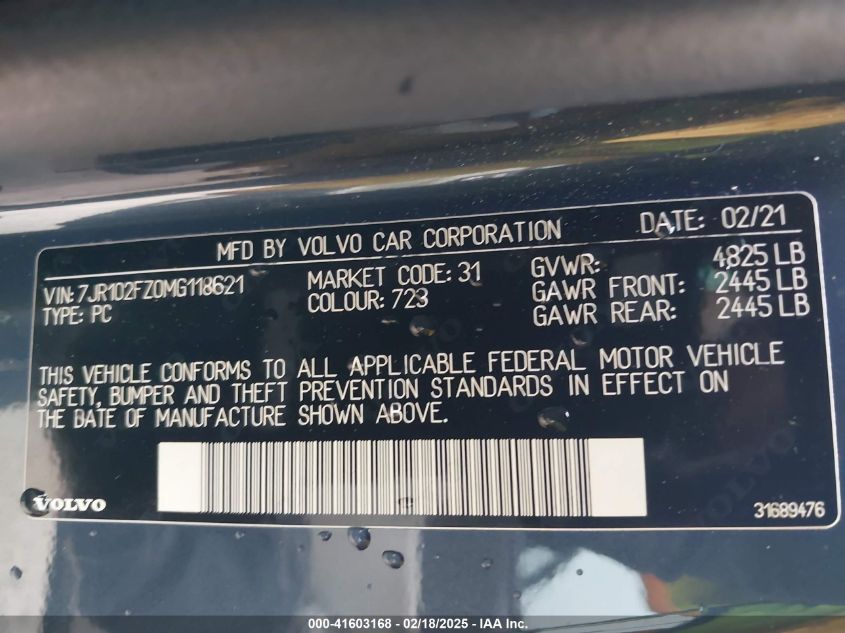 MFD BY VOLVO CAR CORPORATION DATE: 02/21
VIN: 7JR102FZ0MG118621 MARKET CODE: 31 GVWR: 4825 LB
TYPE: PC COLOUR: 723 GAWR FRONT: 2445 LB
GAWR REAR: 2445 LB
THIS VEHICLE CONFORMS TO ALL APPLICABLE FEDERAL MOTOR VEHICLE
SAFETY, BUMPER AND THEFT PREVENTION STANDARDS IN EFFECT ON
THE DATE OF MANUFACTURE SHOWN ABOVE.
VOLVO 31689476
000-41603168 - 02/18/2025 - IAA Inc.